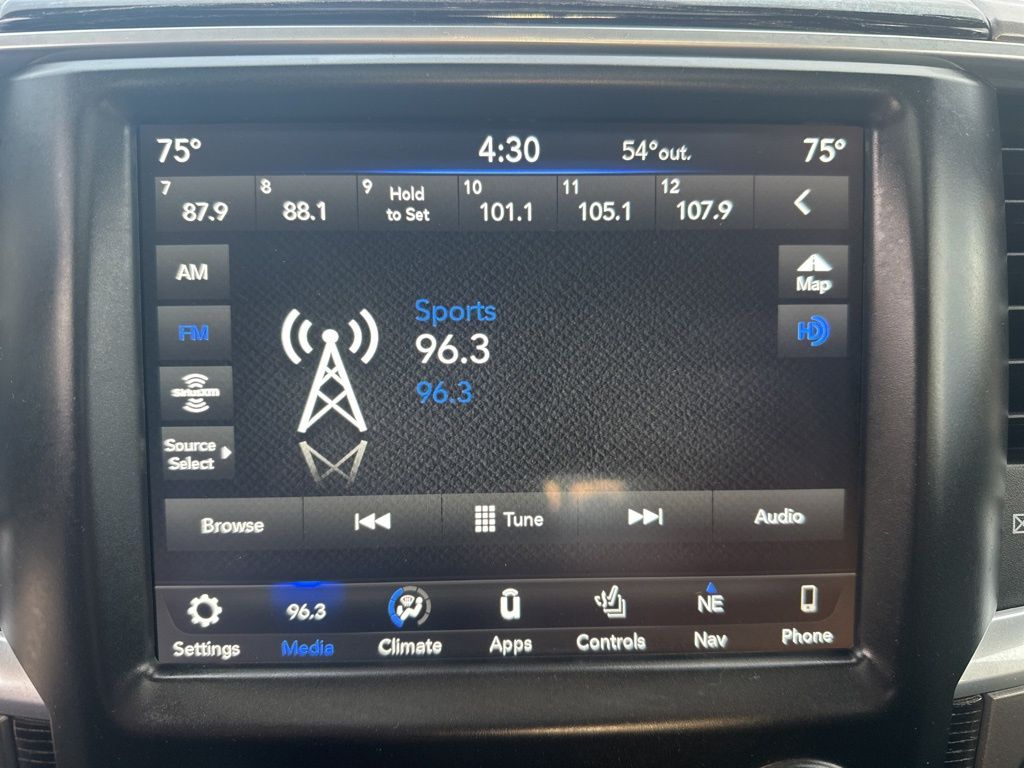 75° 4:30 54°out. 75°
7 8 9 Hold 10 11 12
87.9 88.1 to Set 101.1 105.1 107.9
AM
Map
FM
HD
Sports
96.3
96.3
SiriusXM
Source
Select
Browse Tune Audio
96.3 NE
Settings Media Climate Apps Controls Nav Phone